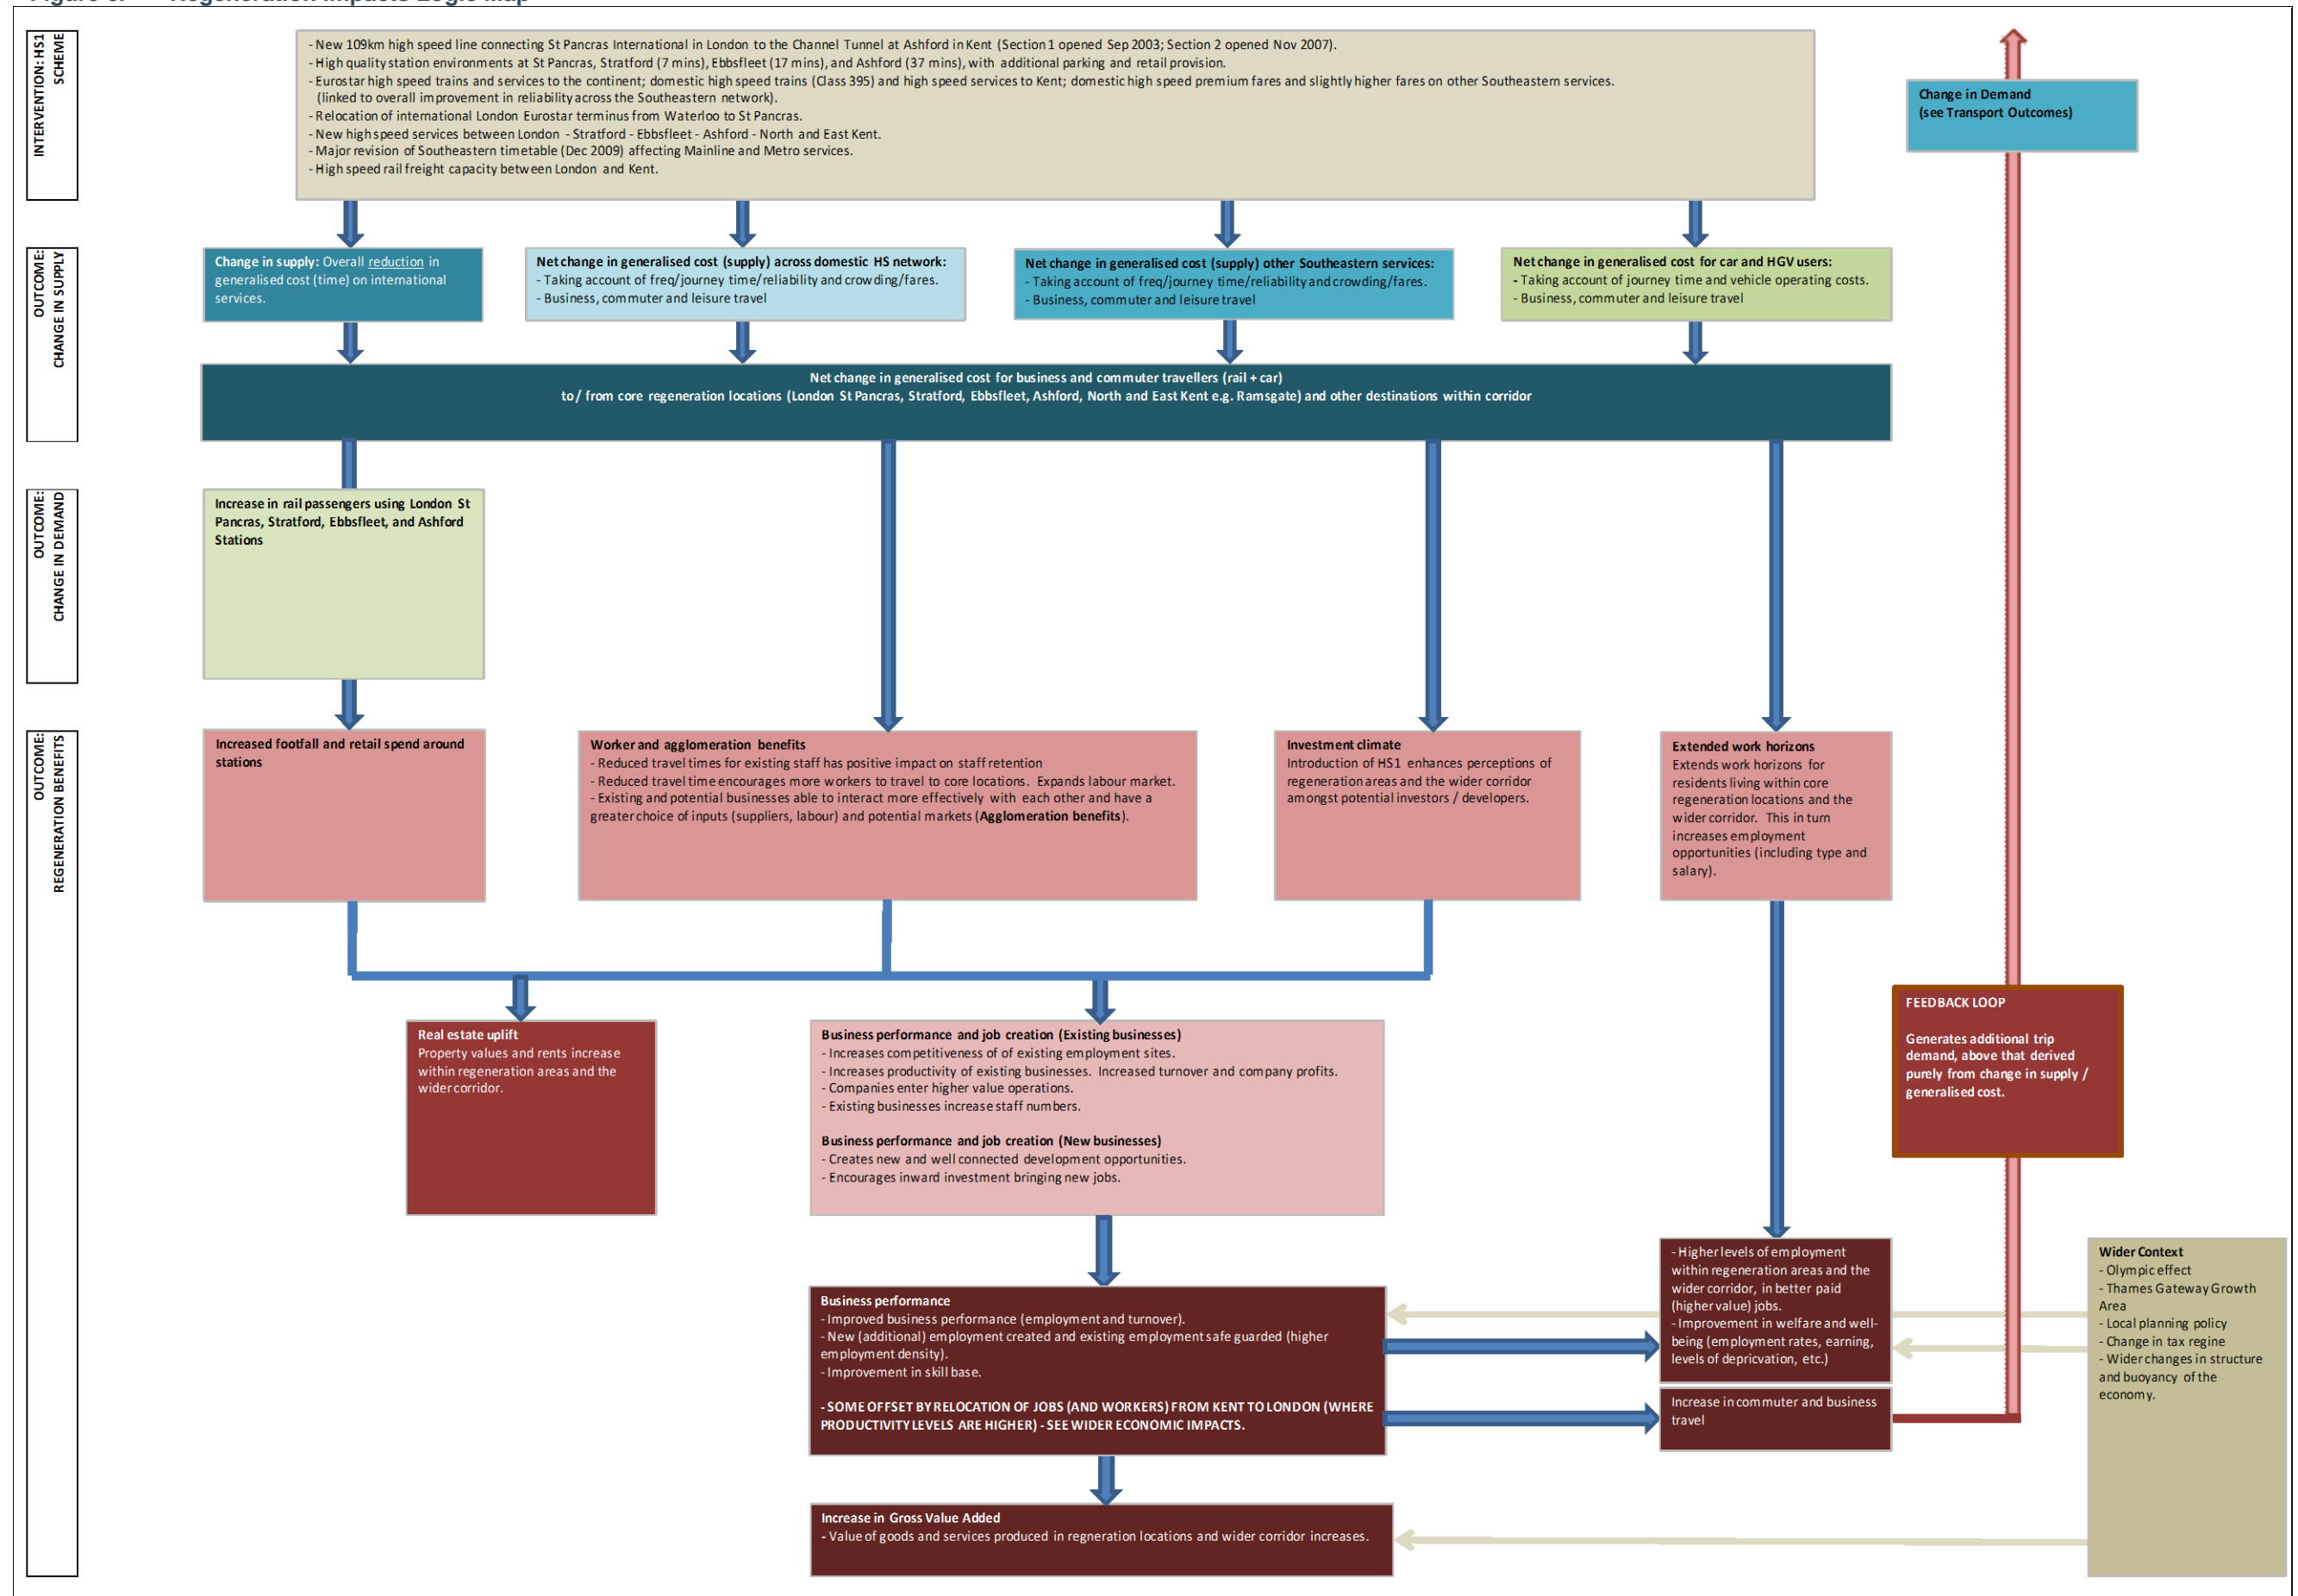 Figure 6. Regeneration Impacts Logic Map
INTERVENTION: HS1
SCHEME
- New 109km high speed line connecting St Pancras International in London to the Channel Tunnel at Ashford in Kent (Section 1 opened Sep 2003; Section 2 opened Nov 2007).
- High quality station environments at St Pancras, Stratford (7 mins), Ebbsfleet (17 mins), and Ashford (37 mins), with additional parking and retail provision.
- Eurostar high speed trains and services to the continent; domestic high speed trains (Class 395) and high speed services to Kent; domestic high speed premium fares and slightly higher fares on other Southeastern services.
(linked to overall improvement in reliability across the Southeastern network).
- Relocation of international London Eurostar terminus from Waterloo to St Pancras.
- New high speed services between London - Stratford - Ebbsfleet - Ashford - North and East Kent.
- Major revision of Southeastern timetable (Dec 2009) affecting Mainline and Metro services.
- High speed rail freight capacity between London and Kent.
Change in Demand
(see Transport Outcomes)
OUTCOME:
CHANGE IN SUPPLY
Change in supply: Overall reduction in
generalised cost (time) on international
services.
Net change in generalised cost (supply) across domestic HS network:
- Taking account of freq/journey time/reliability and crowding/fares.
- Business, commuter and leisure travel
Net change in generalised cost (supply) other Southeastern services:
- Taking account of freq/journey time/reliability and crowding/fares.
- Business, commuter and leisure travel
Net change in generalised cost for car and HGV users:
- Taking account of journey time and vehicle operating costs.
- Business, commuter and leisure travel
Net change in generalised cost for business and commuter travellers (rail + car)
to / from core regeneration locations (London St Pancras, Stratford, Ebbsfleet, Ashford, North and East Kent e.g. Ramsgate) and other destinations within corridor
OUTCOME:
CHANGE IN DEMAND
Increase in rail passengers using London St
Pancras, Stratford, Ebbsfleet, and Ashford
Stations
OUTCOME:
REGENERATION BENEFITS
Increased footfall and retail spend around
stations
Worker and agglomeration benefits
- Reduced travel times for existing staff has positive impact on staff retention
- Reduced travel time encourages more workers to travel to core locations. Expands labour market.
- Existing and potential businesses able to interact more effectively with each other and have a
greater choice of inputs (suppliers, labour) and potential markets (Agglomeration benefits).
Investment climate
Introduction of HS1 enhances perceptions of
regeneration areas and the wider corridor
amongst potential investors / developers.
Extended work horizons
Extends work horizons for
residents living within core
regeneration locations and the
wider corridor. This in turn
increases employment
opportunities (including type and
salary).
Real estate uplift
Property values and rents increase
within regeneration areas and the
wider corridor.
Business performance and job creation (Existing businesses)
- Increases competitiveness of of existing employment sites.
- Increases productivity of existing businesses. Increased turnover and company profits.
- Companies enter higher value operations.
- Existing businesses increase staff numbers.
Business performance and job creation (New businesses)
- Creates new and well connected development opportunities.
- Encourages inward investment bringing new jobs.
FEEDBACK LOOP
Generates additional trip
demand, above that derived
purely from change in supply /
generalised cost.
Business performance
- Improved business performance (employment and turnover).
- New (additional) employment created and existing employment safe guarded (higher
employment density).
- Improvement in skill base.
- SOME OFFSET BY RELOCATION OF JOBS (AND WORKERS) FROM KENT TO LONDON (WHERE
PRODUCTIVITY LEVELS ARE HIGHER) - SEE WIDER ECONOMIC IMPACTS.
- Higher levels of employment
within regeneration areas and the
wider corridor, in better paid
(higher value) jobs.
- Improvement in welfare and well-
being (employment rates, earning,
levels of depricvation, etc.)
Increase in commuter and business
travel
Wider Context
- Olympic effect
- Thames Gateway Growth
Area
- Local planning policy
- Change in tax regine
- Wider changes in structure
and buoyancy of the
economy.
Increase in Gross Value Added
- Value of goods and services produced in regneration locations and wider corridor increases.